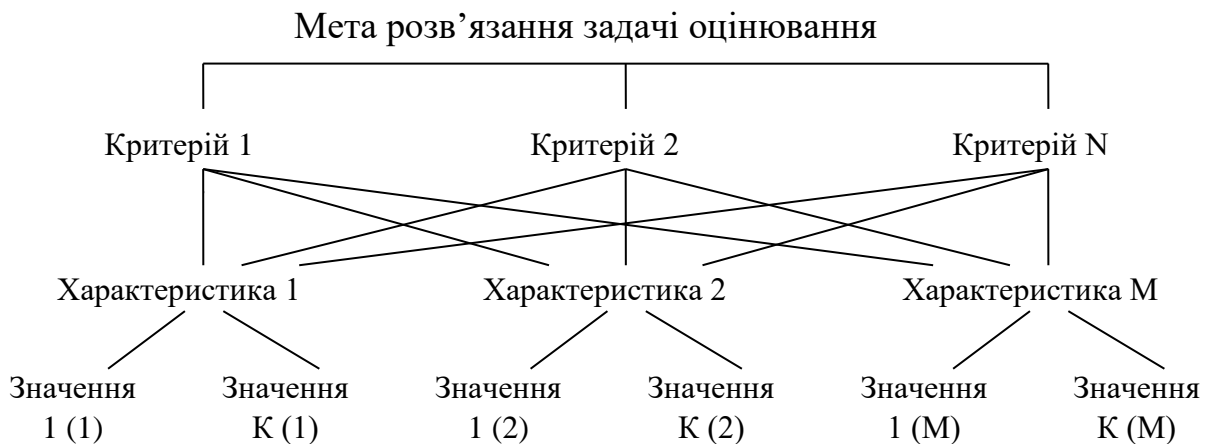 Мета розв’язання задачі оцінювання
Критерій 1 Критерій 2 Критерій N
Характеристика 1 Характеристика 2 Характеристика М
Значення Значення Значення Значення Значення Значення
1 (1) К (1) 1 (2) К (2) 1 (М) К (М)